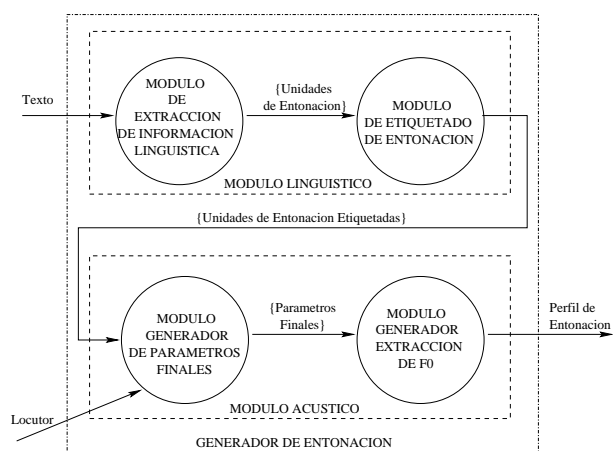 Texto
MODULO
DE
EXTRACCION
DE INFORMACION
LINGUISTICA
{Unidades
de Entonacion}
MODULO
DE ETIQUETADO
DE ENTONACION
MODULO LINGUISTICO
{Unidades de Entonacion Etiquetadas}
MODULO
GENERADOR
DE PARAMETROS
FINALES
{Parametros
Finales}
MODULO
GENERADOR
EXTRACCION
DE F0
Perfil de
Entonacion
Locutor
MODULO ACUSTICO
GENERADOR DE ENTONACION